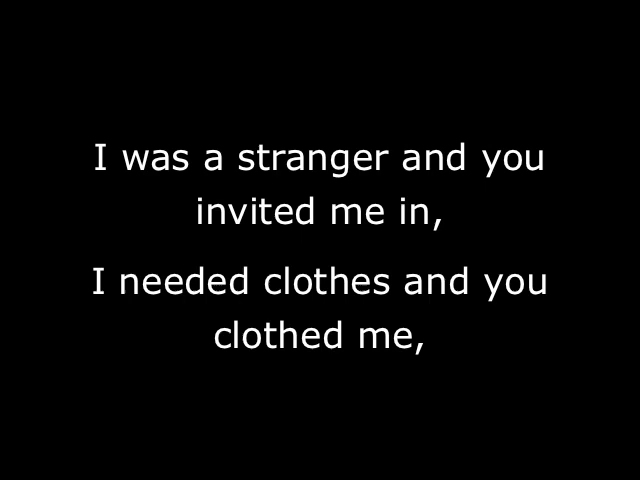 I was a stranger and you
invited me in,
I needed clothes and you
clothed me,